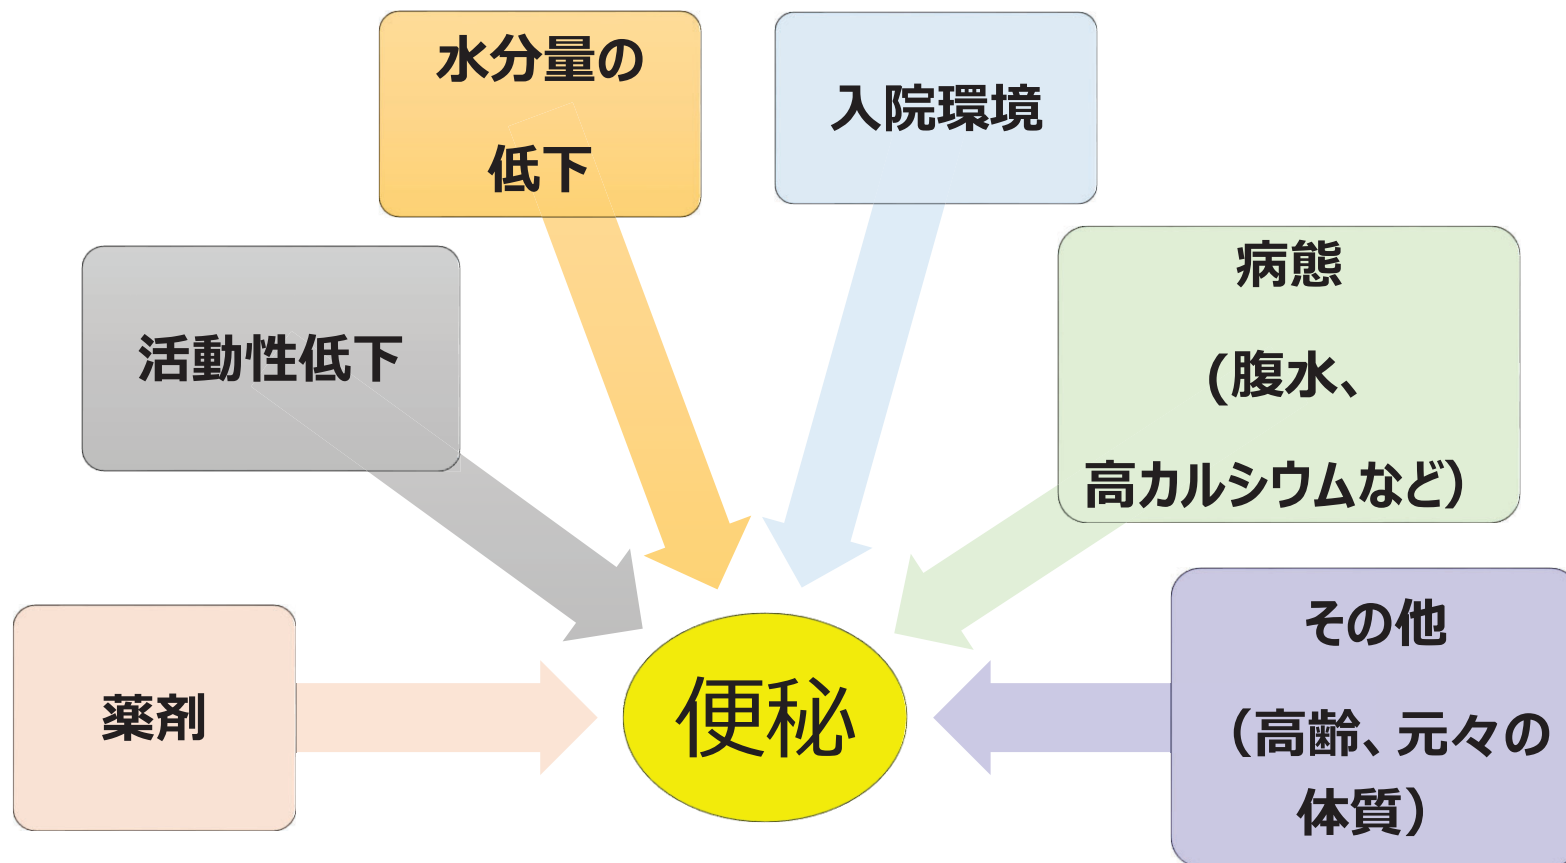 水分量の
低下
入院環境
病態
(腹水、
高カルシウムなど）
活動性低下
薬剤
便秘
その他
（高齢、元々の
体質）